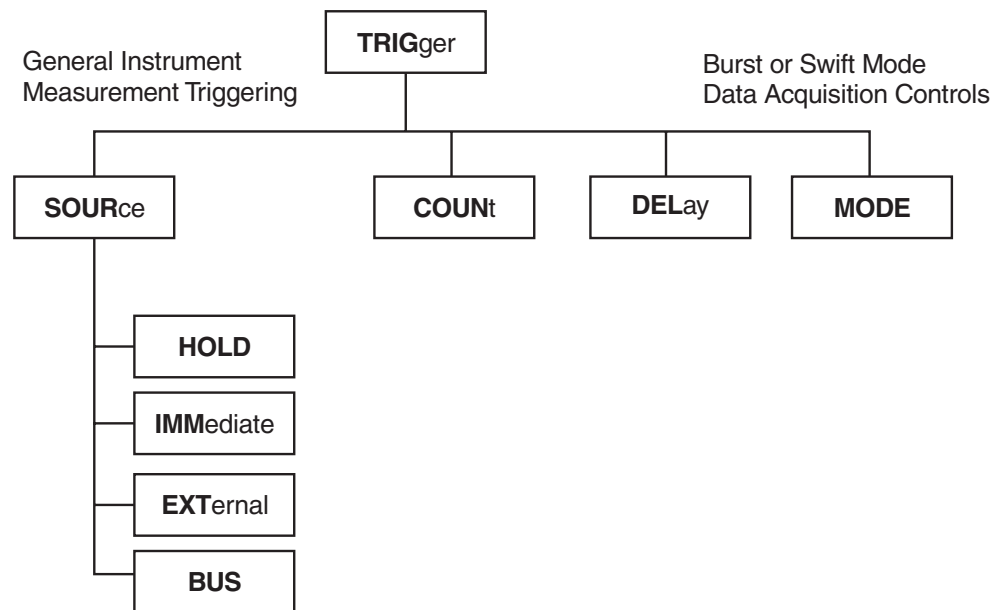 TRIGger
General Instrument
Measurement Triggering
Burst or Swift Mode
Data Acquisition Controls
SOURce
COUNt
DELay
MODE
HOLD
IMMediate
EXTernal
BUS